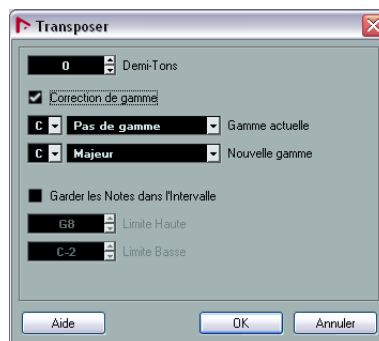 Transposer
0 Demi-Tons
Correction de gamme
C Pas de gamme Gamme actuelle
C Majeur Nouvelle gamme
Garder les Notes dans l'Intervalle
G8 Limite Haute
C-2 Limite Basse
Aide OK Annuler